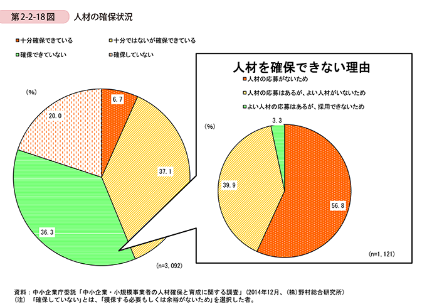 第2-2-18図 人材の確保状況
十分確保できている 十分ではないが確保できている
確保できていない 確保していない
人材を確保できない理由
人材の応募がないため
人材の応募はあるが、よい人材がいないため
よい人材の応募はあるが、採用できないため
(%)
(%)
6.7
20.0
3.3
37.1
39.9
56.8
36.3
(n=1,121)
(n=3,092)
資料:中小企業庁委託「中小企業・小規模事業者の人材確保と育成に関する調査」(2014年12月、(株)野村総合研究所)
(注)「確保していない」とは、「獲保する必要もしくは余裕がないため」を選択した者。